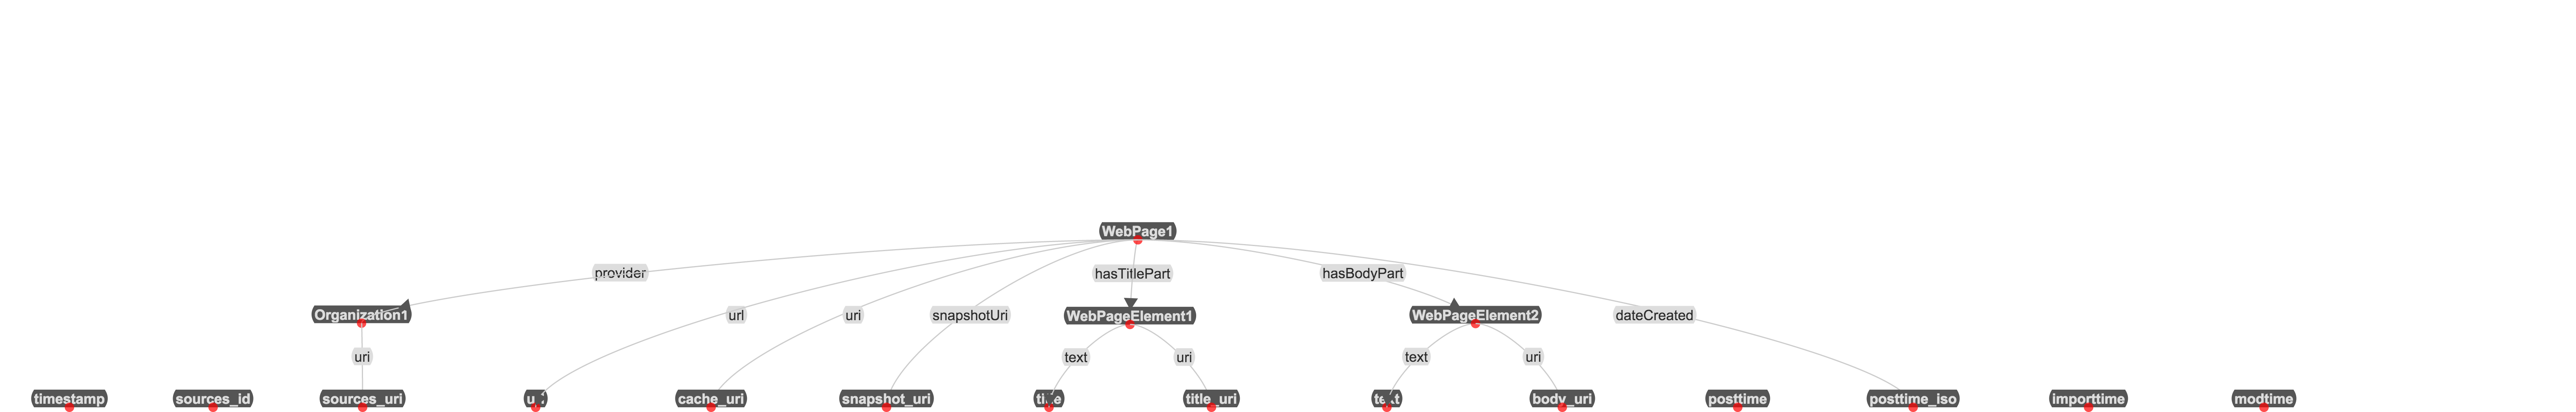 WebPage1
provider
hasTitlePart
hasBodyPart
Organization1
url
uri
snapshotUri
WebPageElement1
WebPageElement2
dateCreated
uri
text
uri
text
uri
timestamp
sources_id
sources_uri
cache_uri
snapshot_uri
title
title_uri
text
body_uri
posttime
posttime_iso
importtime
modtime